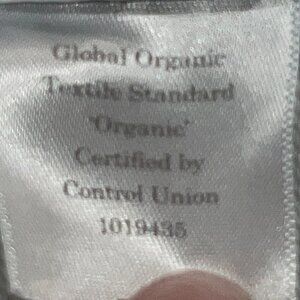 Global Organic
Textile Standard
'Organic'
Certified by
Control Union
1019435